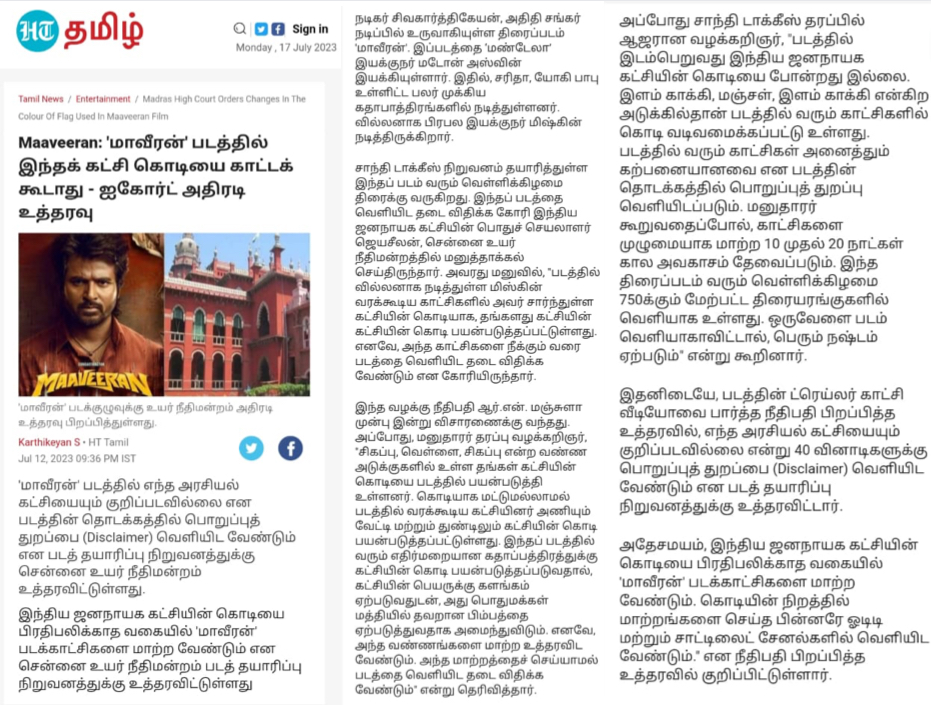 HT தமிழ்
Sign in
Monday , 17 July 2023
Tamil News / Entertainment / Madras High Court Orders Changes In The
Colour Of Flag Used In Maaveeran Film
Maaveeran: 'மாவீரன்' படத்தில்
இந்தக் கட்சி கொடியை காட்டக்
கூடாது - ஐகோர்ட் அதிரடி
உத்தரவு
MAAVEERAN
'மாவீரன்' படக்குழுவுக்கு உயர் நீதிமன்றம் அதிரடி
உத்தரவு பிறப்பித்துள்ளது.
Karthikeyan S • HT Tamil
Jul 12, 2023 09:36 PM IST
'மாவீரன்' படத்தில் எந்த அரசியல்
கட்சியையும் குறிப்படவில்லை என
படத்தின் தொடக்கத்தில் பொறுப்புத்
துறப்பை (Disclaimer) வெளியிட வேண்டும்
என படத் தயாரிப்பு நிறுவனத்துக்கு
சென்னை உயர் நீதிமன்றம்
உத்தரவிட்டுள்ளது.
இந்திய ஜனநாயக கட்சியின் கொடியை
பிரதிபலிக்காத வகையில் 'மாவீரன்'
படக்காட்சிகளை மாற்ற வேண்டும் என
சென்னை உயர் நீதிமன்றம் படத் தயாரிப்பு
நிறுவனத்துக்கு உத்தரவிட்டுள்ளது
நடிகர் சிவகார்த்திகேயன், அதிதி சங்கர்
நடிப்பில் உருவாகியுள்ள திரைப்படம்
'மாவீரன்'. இப்படத்தை 'மண்டேலா'
இயக்குநர் மடோன் அஸ்வின்
இயக்கியுள்ளார். இதில், சரிதா, யோகி பாபு
உள்ளிட்ட பலர் முக்கிய
கதாபாத்திரங்களில் நடித்துள்ளனர்.
வில்லனாக பிரபல இயக்குநர் மிஷ்கின்
நடித்திருக்கிறார்.
சாந்தி டாக்கீஸ் நிறுவனம் தயாரித்துள்ள
இந்தப் படம் வரும் வெள்ளிக்கிழமை
திரைக்கு வருகிறது. இந்தப் படத்தை
வெளியிட தடை விதிக்க கோரி இந்திய
ஜனநாயக கட்சியின் பொதுச் செயலாளர்
ஜெயசீலன், சென்னை உயர்
நீதிமன்றத்தில் மனுத்தாக்கல்
செய்திருந்தார். அவரது மனுவில், "படத்தில்
வில்லனாக நடித்துள்ள மிஸ்கின்
வரக்கூடிய காட்சிகளில் அவர் சார்ந்துள்ள
கட்சியின் கொடியாக, தங்களது கட்சியின்
கட்சியின் கொடி பயன்படுத்தப்பட்டுள்ளது.
எனவே, அந்த காட்சிகளை நீக்கும் வரை
படத்தை வெளியிட தடை விதிக்க
வேண்டும் என கோரியிருந்தார்.
இந்த வழக்கு நீதிபதி ஆர்.என். மஞ்சுளா
முன்பு இன்று விசாரணைக்கு வந்தது.
அப்போது, மனுதாரர் தரப்பு வழக்கறிஞர்,
"சிகப்பு, வெள்ளை, சிகப்பு என்ற வண்ண
அடுக்குகளில் உள்ள தங்கள் கட்சியின்
கொடியை படத்தில் பயன்படுத்தி
உள்ளனர். கொடியாக மட்டுமல்லாமல்
படத்தில் வரக்கூடிய கட்சியினர் அணியும்
வேட்டி மற்றும் துண்டிலும் கட்சியின் கொடி
பயன்படுத்தப்பட்டுள்ளது. இந்தப் படத்தில்
வரும் எதிர்மறையான கதாப்பத்திரத்துக்கு
கட்சியின் கொடி பயன்படுத்தப்படுவதால்,
கட்சியின் பெயருக்கு களங்கம்
ஏற்படுவதுடன், அது பொதுமக்கள்
மத்தியில் தவறான பிம்பத்தை
ஏற்படுத்துவதாக அமைந்துவிடும். எனவே,
அந்த வண்ணங்களை மாற்ற உத்தரவிட
வேண்டும். அந்த மாற்றத்தைச் செய்யாமல்
படத்தை வெளியிட தடை விதிக்க
வேண்டும்" என்று தெரிவித்தார்.
அப்போது சாந்தி டாக்கீஸ் தரப்பில்
ஆஜரான வழக்கறிஞர், "படத்தில்
இடம்பெறுவது இந்திய ஜனநாயக
கட்சியின் கொடியை போன்றது இல்லை.
இளம் காக்கி, மஞ்சள், இளம் காக்கி என்கிற
அடுக்கில்தான் படத்தில் வரும் காட்சிகளில்
கொடி வடிவமைக்கப்பட்டு உள்ளது.
படத்தில் வரும் காட்சிகள் அனைத்தும்
கற்பனையானவை என படத்தின்
தொடக்கத்தில் பொறுப்புத் துறப்பு
வெளியிடப்படும். மனுதாரர்
கூறுவதைப்போல், காட்சிகளை
முழுமையாக மாற்ற 10 முதல் 20 நாட்கள்
கால அவகாசம் தேவைப்படும். இந்த
திரைப்படம் வரும் வெள்ளிக்கிழமை
750க்கும் மேற்பட்ட திரையரங்குகளில்
வெளியாக உள்ளது. ஒருவேளை படம்
வெளியாகாவிட்டால், பெரும் நஷ்டம்
ஏற்படும்" என்று கூறினார்.
இதனிடையே, படத்தின் ட்ரெய்லர் காட்சி
வீடியோவை பார்த்த நீதிபதி பிறப்பித்த
உத்தரவில், எந்த அரசியல் கட்சியையும்
குறிப்படவில்லை என்று 40 வினாடிகளுக்கு
பொறுப்புத் துறப்பை (Disclaimer) வெளியிட
வேண்டும் என படத் தயாரிப்பு
நிறுவனத்துக்கு உத்தரவிட்டார்.
அதேசமயம், இந்திய ஜனநாயக கட்சியின்
கொடியை பிரதிபலிக்காத வகையில்
'மாவீரன்' படக்காட்சிகளை மாற்ற
வேண்டும். கொடியின் நிறத்தில்
மாற்றங்களை செய்த பின்னரே ஓடிடி
மற்றும் சாட்டிலைட் சேனல்களில் வெளியிட
வேண்டும்." என நீதிபதி பிறப்பித்த
உத்தரவில் குறிப்பிட்டுள்ளார்.